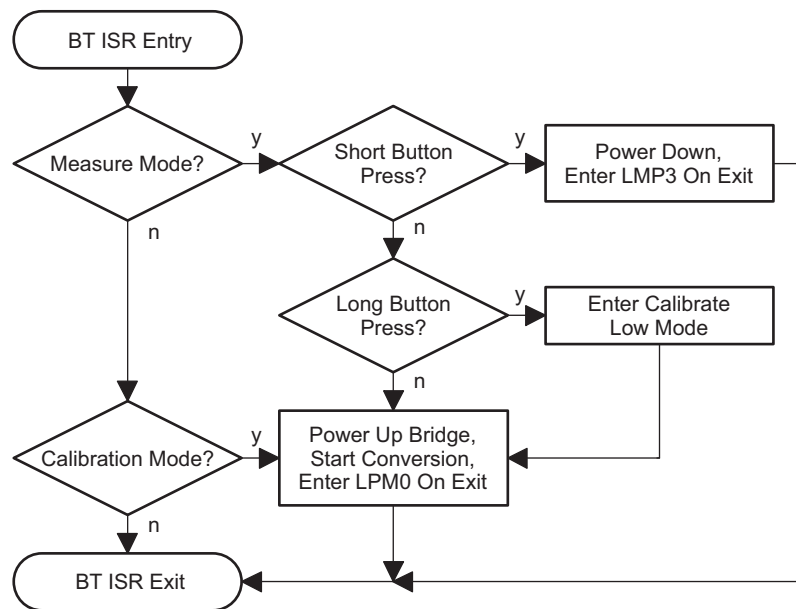 BT ISR Entry
Measure Mode?
y
Short Button
Press?
y
Power Down,
Enter LMP3 On Exit
n
n
Long Button
Press?
y
Enter Calibrate
Low Mode
n
Calibration Mode?
y
Power Up Bridge,
Start Conversion,
Enter LPM0 On Exit
n
BT ISR Exit